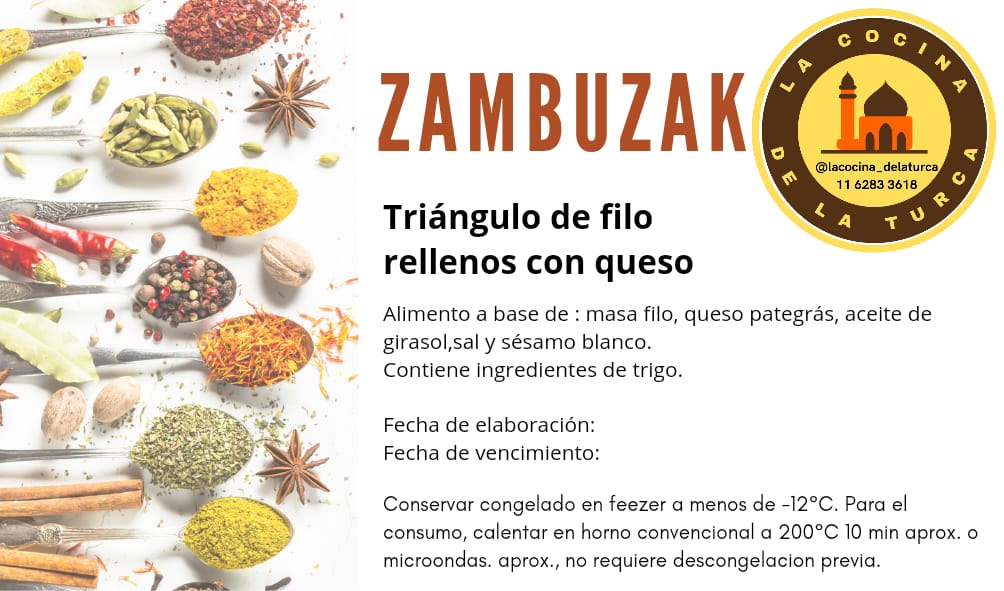 ZAMBUZAK
LA COCINA
DE LA TURCA
@lacocina_delaturca
11 6283 3618
Triángulo de filo
rellenos con queso
Alimento a base de : masa filo, queso pategrás, aceite de
girasol,sal y sésamo blanco.
Contiene ingredientes de trigo.
Fecha de elaboración:
Fecha de vencimiento:
Conservar congelado en feezer a menos de -12°C. Para el
consumo, calentar en horno convencional a 200°C 10 min aprox. o
microondas. aprox., no requiere descongelacion previa.